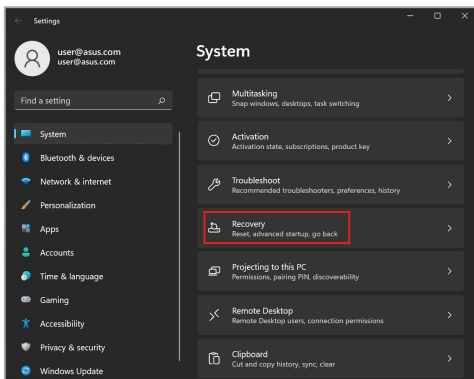 Settings
user@asus.com
user@asus.com
Find a setting
System
Bluetooth & devices
Network & internet
Personalization
Apps
Accounts
Time & language
Gaming
Accessibility
Privacy & security
Windows Update
System
Multitasking
Snap windows, desktops, task switching
Activation
Activation state, subscriptions, product key
Troubleshoot
Recommended troubleshooters, preferences, history
Recovery
Reset, advanced startup, go back
Projecting to this PC
Permissions, pairing PIN, discoverability
Remote Desktop
Remote Desktop users, connection permissions
Clipboard
Cut and copy history, sync, clear